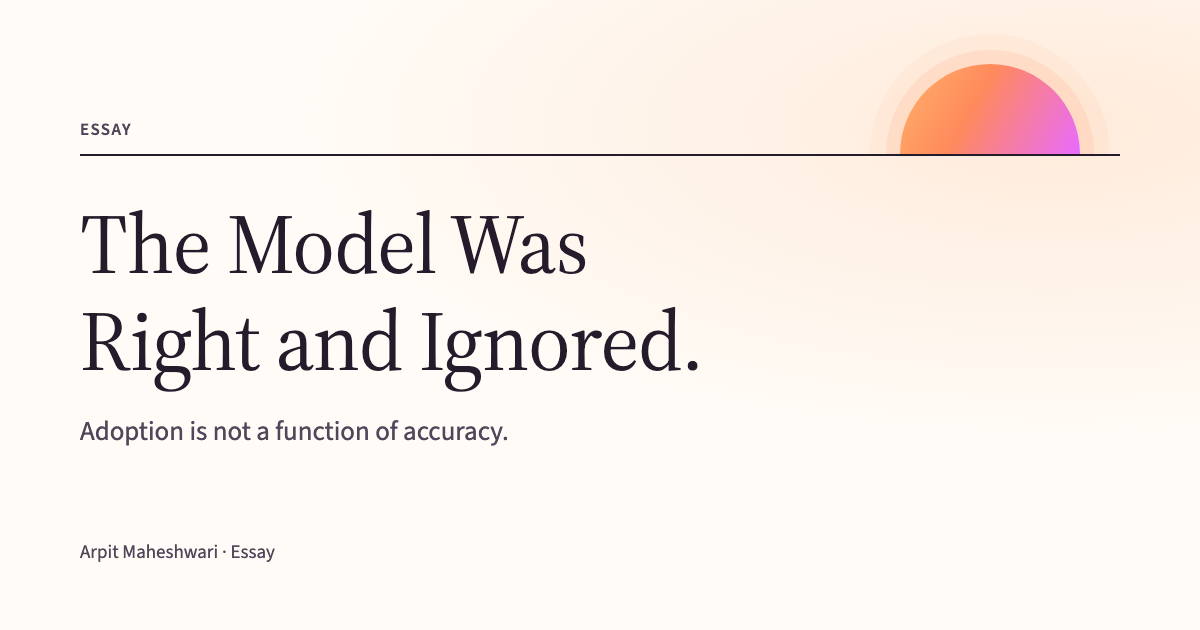 ESSAY
The Model Was
Right and Ignored.
Adoption is not a function of accuracy.
Arpit Maheshwari · Essay